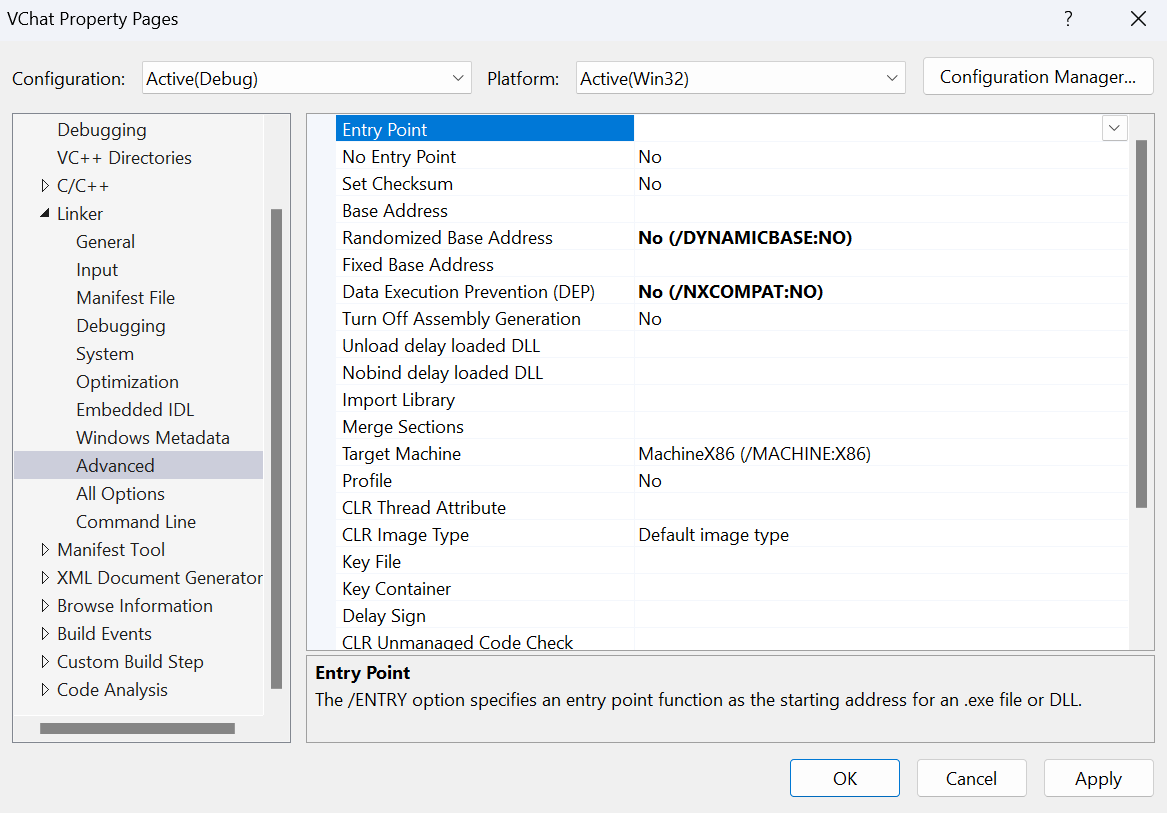 VChat Property Pages ?
Configuration: Active(Debug) Platform: Active(Win32) Configuration Manager...
Debugging
VC++ Directories
C/C++
Linker
General
Input
Manifest File
Debugging
System
Optimization
Embedded IDL
Windows Metadata
Advanced
All Options
Command Line
Manifest Tool
XML Document Generator
Browse Information
Build Events
Custom Build Step
Code Analysis
Entry Point
No Entry Point No
Set Checksum No
Base Address
Randomized Base Address No (/DYNAMICBASE:NO)
Fixed Base Address
Data Execution Prevention (DEP) No (/NXCOMPAT:NO)
Turn Off Assembly Generation No
Unload delay loaded DLL
Nobind delay loaded DLL
Import Library
Merge Sections
Target Machine MachineX86 (/MACHINE:X86)
Profile No
CLR Thread Attribute
CLR Image Type Default image type
Key File
Key Container
Delay Sign
CLR Unmanaged Code Check
Entry Point
The /ENTRY option specifies an entry point function as the starting address for an .exe file or DLL.
OK Cancel Apply